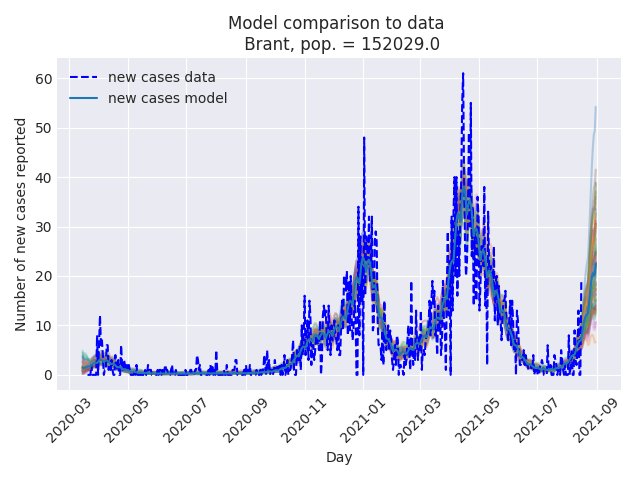 Model comparison to data
Brant, pop. = 152029.0
new cases data
new cases model
Number of new cases reported
60
50
40
30
20
10
0
2020-03
2020-05
2020-07
2020-09
2020-11
2021-01
2021-03
2021-05
2021-07
2021-09
Day